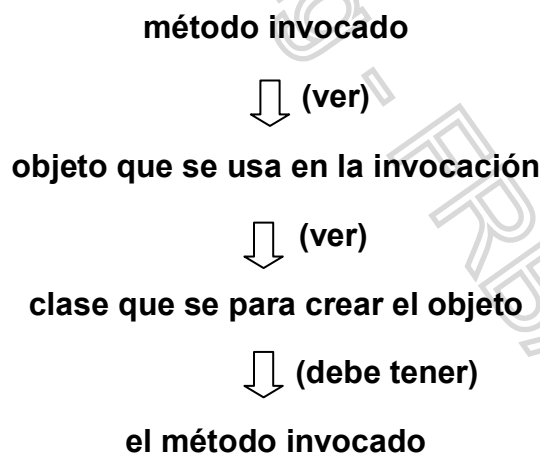 método invocado
(ver)
objeto que se usa en la invocación
(ver)
clase que se para crear el objeto
(debe tener)
el método invocado